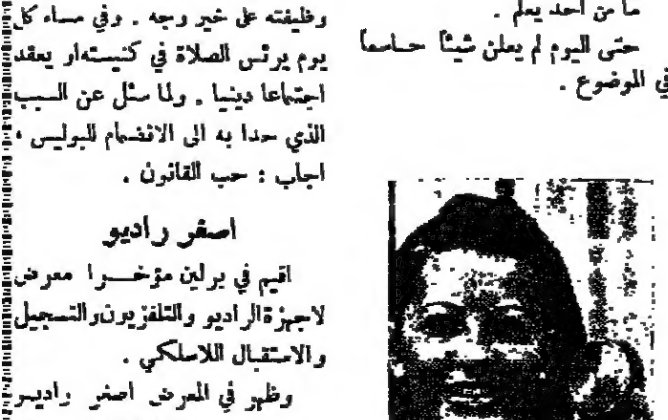 ما من احد يعلم .
حتى اليوم لم يعلن شيئا حاسما
في الموضوع .
وظيفته على خير وجه . وفي مساء كل
يوم يرئس الصلاة في كنيسته او يعقد
اجتماعا دينيا . ولما سئل عن السبب
الذي حدا به الى الانضمام للبوليس ،
اجاب : حب القانون .
اصغر راديو
اقيم في برلين مؤخرا معرض
لاجهزة الراديو والتلفزيون والتسجيل
والاستقبال اللاسلكي .
وظهر في المعرض اصغر راديو